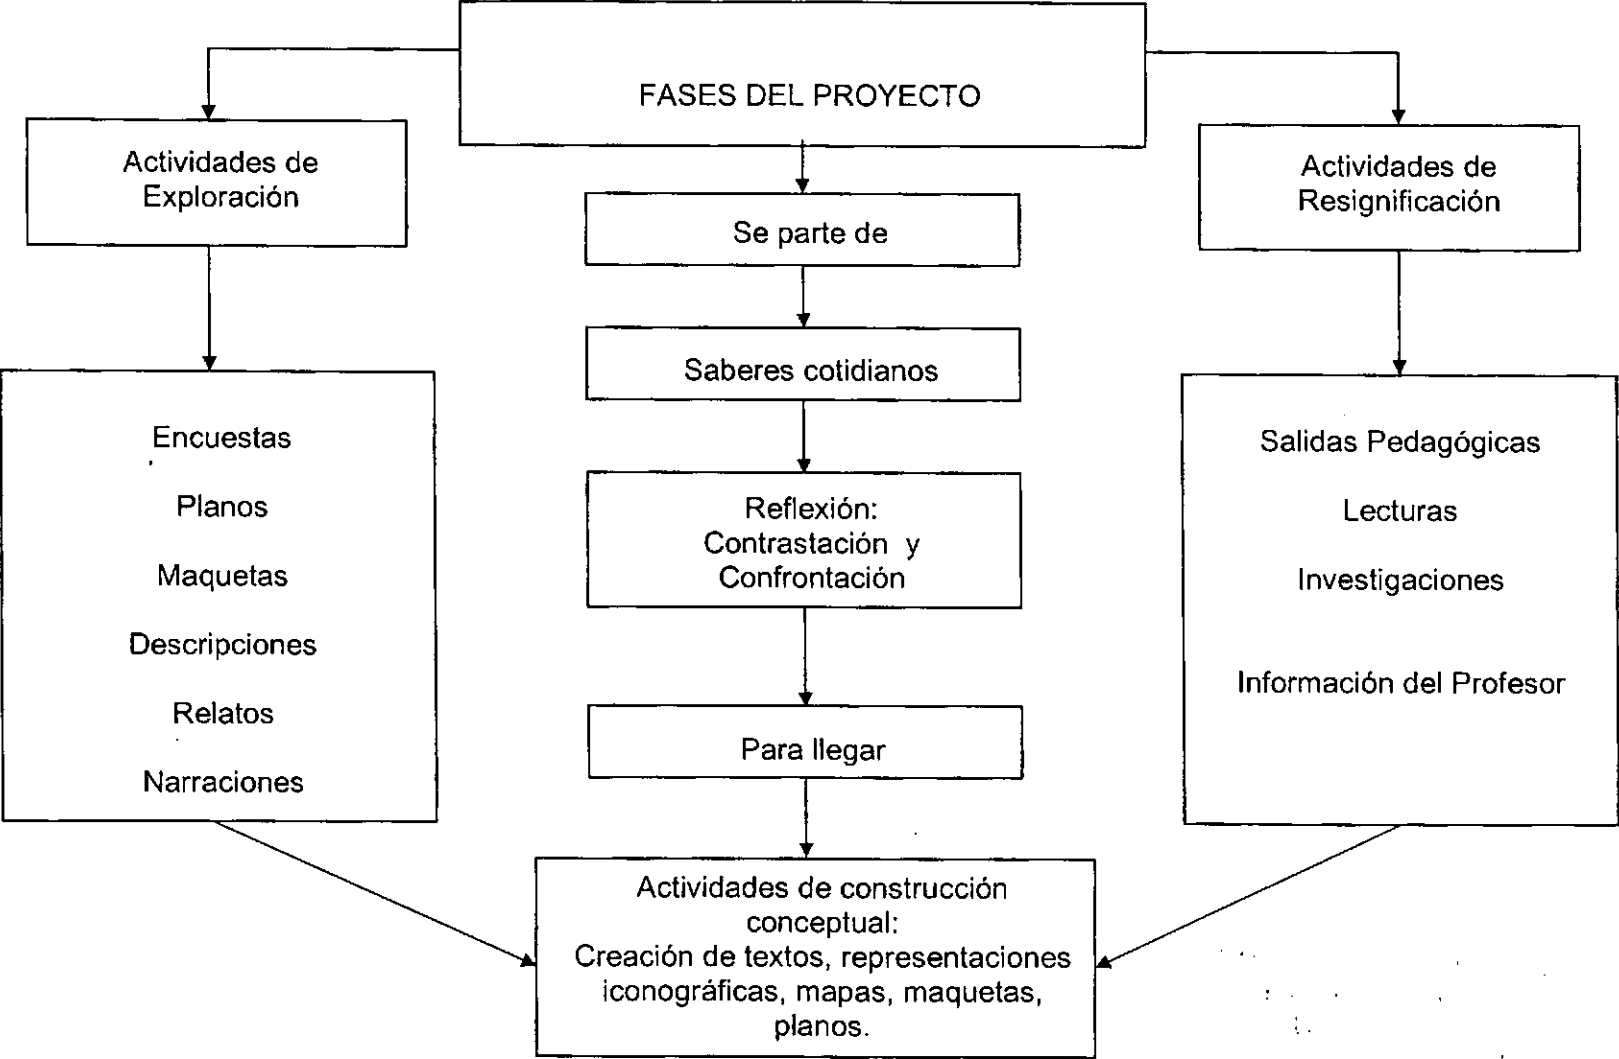 FASES DEL PROYECTO
Actividades de
Exploración
Encuestas
Planos
Maquetas
Descripciones
Relatos
Narraciones
Se parte de
Saberes cotidianos
Reflexión:
Contrastación y
Confrontación
Para llegar
Actividades de
Resignificación
Salidas Pedagógicas
Lecturas
Investigaciones
Información del Profesor
Actividades de construcción
conceptual:
Creación de textos, representaciones
iconográficas, mapas, maquetas,
planos.